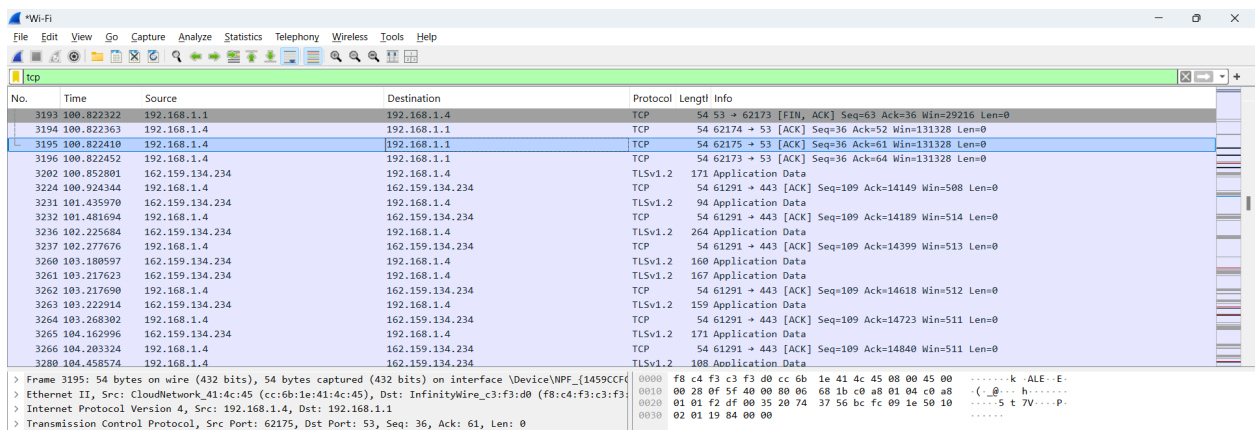 *Wi-Fi
File Edit View Go Capture Analyze Statistics Telephony Wireless Tools Help
tcp
No. Time Source Destination Protocol Length Info
3193 100.822322 192.168.1.1 192.168.1.4 TCP 54 53 → 62173 [FIN, ACK] Seq=63 Ack=36 Win=29216 Len=0
3194 100.822363 192.168.1.4 192.168.1.1 TCP 54 62174 → 53 [ACK] Seq=36 Ack=52 Win=131328 Len=0
3195 100.822410 192.168.1.4 192.168.1.1 TCP 54 62175 → 53 [ACK] Seq=36 Ack=61 Win=131328 Len=0
3196 100.822452 192.168.1.4 192.168.1.1 TCP 54 62173 → 53 [ACK] Seq=36 Ack=64 Win=131328 Len=0
3202 100.852801 162.159.134.234 192.168.1.4 TLSv1.2 171 Application Data
3224 100.924344 192.168.1.4 162.159.134.234 TCP 54 61291 → 443 [ACK] Seq=109 Ack=14149 Win=508 Len=0
3231 101.435970 162.159.134.234 192.168.1.4 TLSv1.2 94 Application Data
3232 101.481694 192.168.1.4 162.159.134.234 TCP 54 61291 → 443 [ACK] Seq=109 Ack=14189 Win=514 Len=0
3236 102.225684 162.159.134.234 192.168.1.4 TLSv1.2 264 Application Data
3237 102.277676 192.168.1.4 162.159.134.234 TCP 54 61291 → 443 [ACK] Seq=109 Ack=14399 Win=513 Len=0
3260 103.180597 162.159.134.234 192.168.1.4 TLSv1.2 160 Application Data
3261 103.217623 162.159.134.234 192.168.1.4 TLSv1.2 167 Application Data
3262 103.217690 192.168.1.4 162.159.134.234 TCP 54 61291 → 443 [ACK] Seq=109 Ack=14618 Win=512 Len=0
3263 103.222914 162.159.134.234 192.168.1.4 TLSv1.2 159 Application Data
3264 103.268302 192.168.1.4 162.159.134.234 TCP 54 61291 → 443 [ACK] Seq=109 Ack=14723 Win=511 Len=0
3265 104.162996 162.159.134.234 192.168.1.4 TLSv1.2 171 Application Data
3266 104.203324 192.168.1.4 162.159.134.234 TCP 54 61291 → 443 [ACK] Seq=109 Ack=14840 Win=511 Len=0
3280 104.458574 192.168.1.4 162.159.134.234 TLSv1.2 108 Application Data
> Frame 3195: 54 bytes on wire (432 bits), 54 bytes captured (432 bits) on interface \Device\NPF_{1459CCF
> Ethernet II, Src: CloudNetwork_41:4c:45 (cc:6b:1e:41:4c:45), Dst: InfinityWire_c3:f3:d0 (f8:c4:f3:c3:f3:
> Internet Protocol Version 4, Src: 192.168.1.4, Dst: 192.168.1.1
> Transmission Control Protocol, Src Port: 62175, Dst Port: 53, Seq: 36, Ack: 61, Len: 0
0000 f8 c4 f3 c3 f3 d0 cc 6b 1e 41 4c 45 08 00 45 00 ·······k ·ALE··E·
0010 00 28 0f 5f 40 00 80 06 68 1b c0 a8 01 04 c0 a8 ·(·_@··· h·······
0020 01 01 f2 df 00 35 20 74 37 56 bc fc 09 1e 50 10 ·····5 t 7V····P·
0030 02 01 19 84 00 00 ······